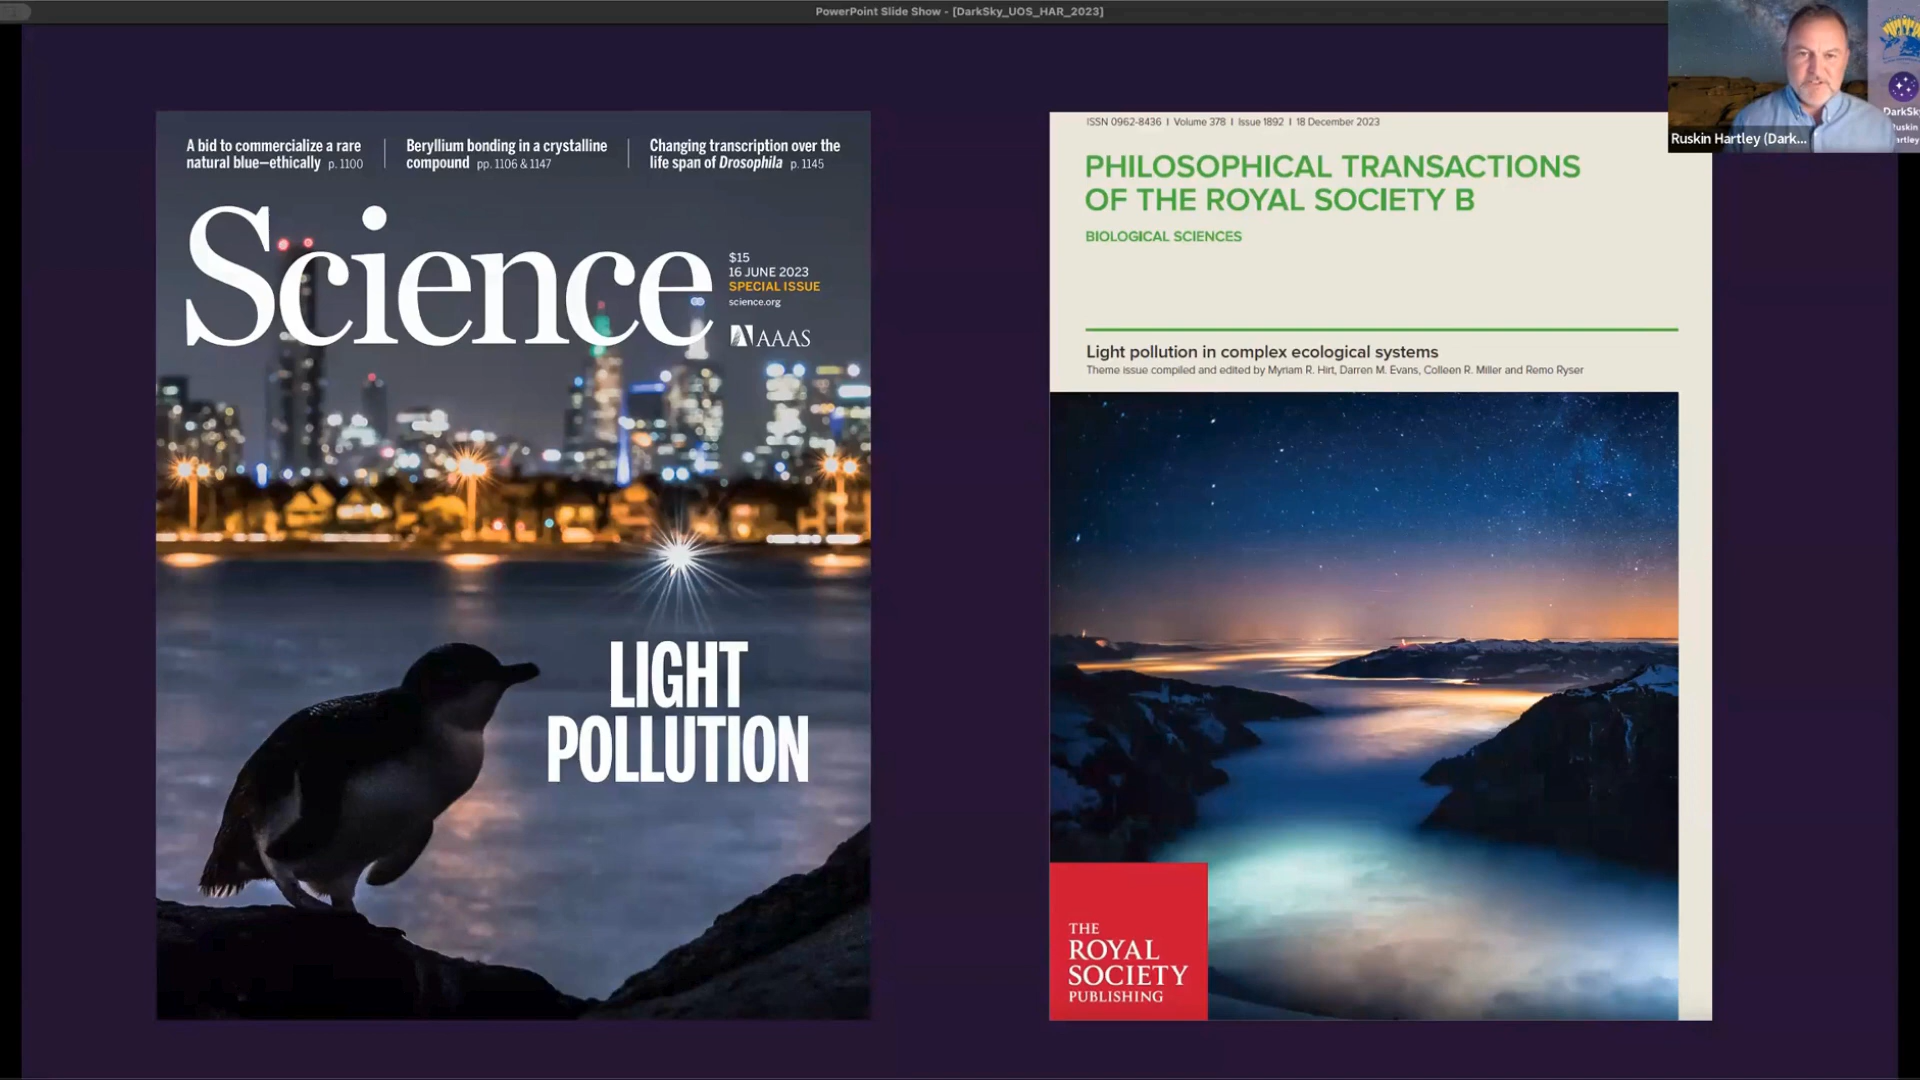 PowerPoint Slide Show - [DarkSky_UOS_HAR_2023]
A bid to commercialize a rare
natural blue—ethically p. 1100
Beryllium bonding in a crystalline
compound pp. 1106 & 1147
Changing transcription over the
life span of Drosophila p. 1145
Science
$15
16 JUNE 2023
SPECIAL ISSUE
science.org
AAAS
LIGHT
POLLUTION
ISSN 0962-8436 I Volume 378 I Issue 1892 I 18 December 2023
PHILOSOPHICAL TRANSACTIONS
OF THE ROYAL SOCIETY B
BIOLOGICAL SCIENCES
Light pollution in complex ecological systems
Theme issue compiled and edited by Myriam R. Hirt, Darren M. Evans, Colleen R. Miller and Remo Ryser
THE
ROYAL
SOCIETY
PUBLISHING
Ruskin Hartley (Dark...